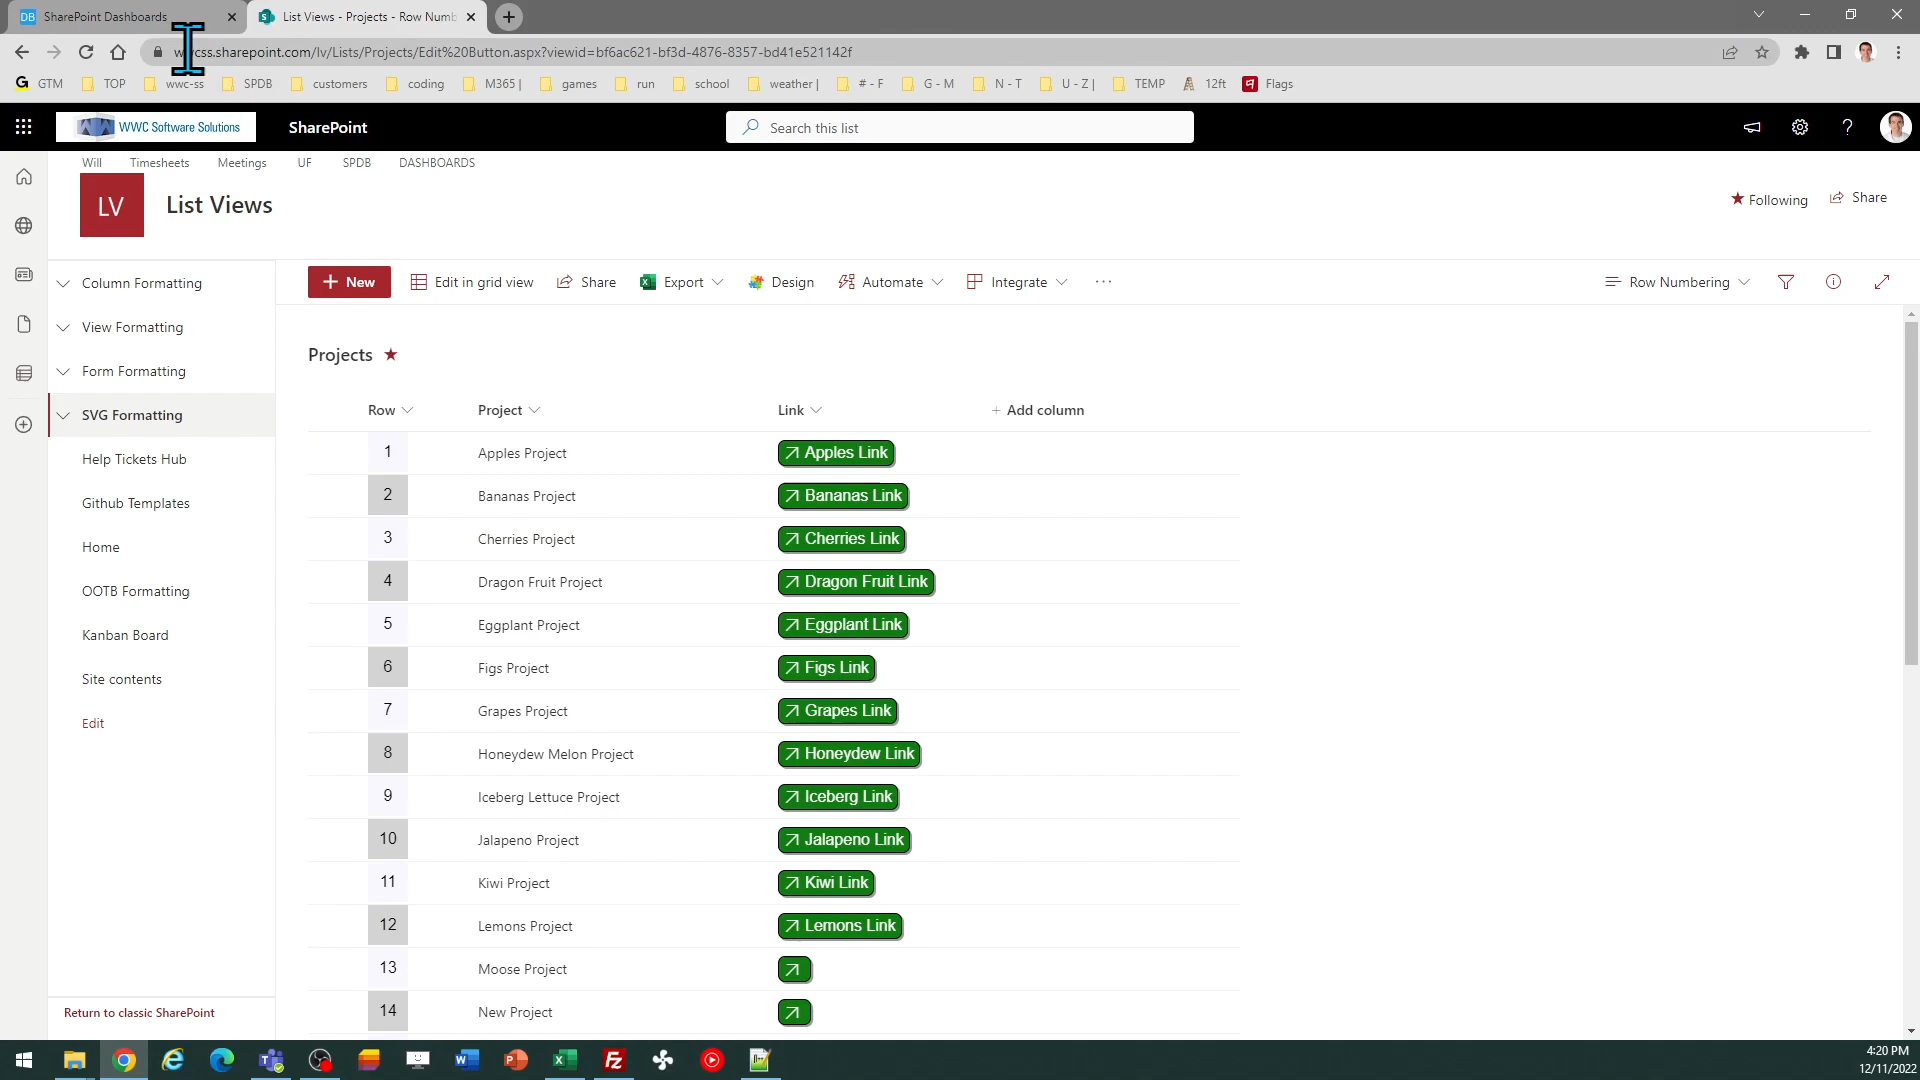 DB SharePoint Dashboards
S List Views - Projects - Row Numb
css.sharepoint.com/lv/Lists/Projects/Edit%20Button.aspx?viewid=bf6ac621-bf3d-4876-8357-bd41e521142f
G GTM TOP wwc-ss SPDB customers coding M365 | games run school weather | # - F G - M N - T U - Z | TEMP 12ft Flags
WWC Software Solutions SharePoint Search this list
Will Timesheets Meetings UF SPDB DASHBOARDS
LV List Views
Following Share
Column Formatting
View Formatting
Form Formatting
SVG Formatting
Help Tickets Hub
Github Templates
Home
OOTB Formatting
Kanban Board
Site contents
Edit
Return to classic SharePoint
+ New Edit in grid view Share Export Design Automate Integrate ··· Row Numbering
Projects
Row Project Link + Add column
1 Apples Project Apples Link
2 Bananas Project Bananas Link
3 Cherries Project Cherries Link
4 Dragon Fruit Project Dragon Fruit Link
5 Eggplant Project Eggplant Link
6 Figs Project Figs Link
7 Grapes Project Grapes Link
8 Honeydew Melon Project Honeydew Link
9 Iceberg Lettuce Project Iceberg Link
10 Jalapeno Project Jalapeno Link
11 Kiwi Project Kiwi Link
12 Lemons Project Lemons Link
13 Moose Project
14 New Project
4:20 PM
12/11/2022